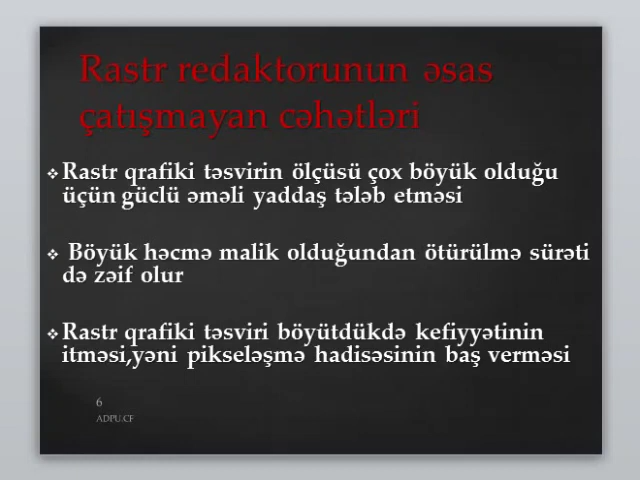 Rastr redaktorunun əsas
çatışmayan cəhətləri
❖Rastr qrafiki təsvirin ölçüsü çox böyük olduğu
üçün güclü əməli yaddaş tələb etməsi
❖ Böyük həcmə malik olduğundan ötürülmə sürəti
də zəif olur
❖Rastr qrafiki təsviri böyütdükdə kefiyyətinin
itməsi,yəni pikseləşmə hadisəsinin baş verməsi
6
ADPU.CF